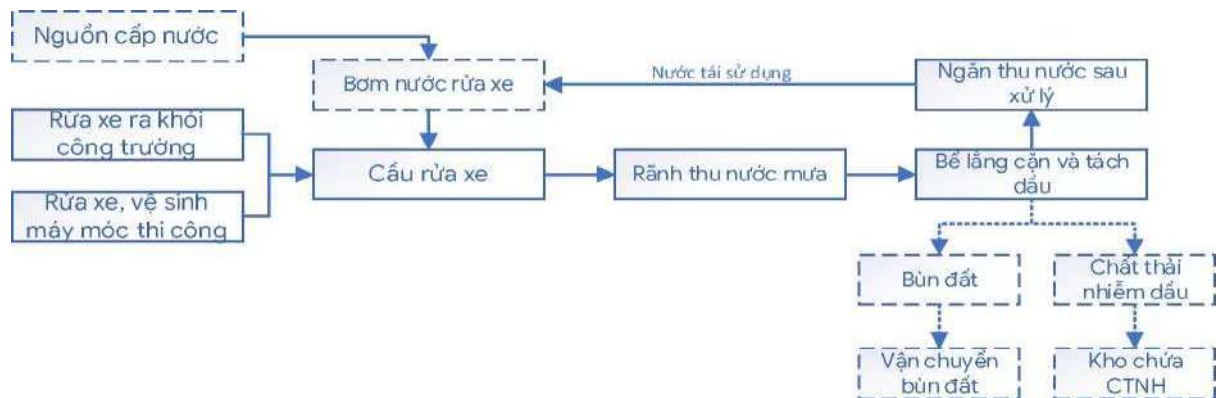 Nguồn cấp nước
Bơm nước rửa xe
Nước tái sử dụng
Ngăn thu nước sau
xử lý
Rửa xe ra khỏi
công trường
Rửa xe, vệ sinh
máy móc thi công
Cầu rửa xe
Rãnh thu nước mưa
Bể lắng cặn và tách
dầu
Bùn đất
Chất thải
nhiễm dầu
Vận chuyển
bùn đất
Kho chứa
CTNH